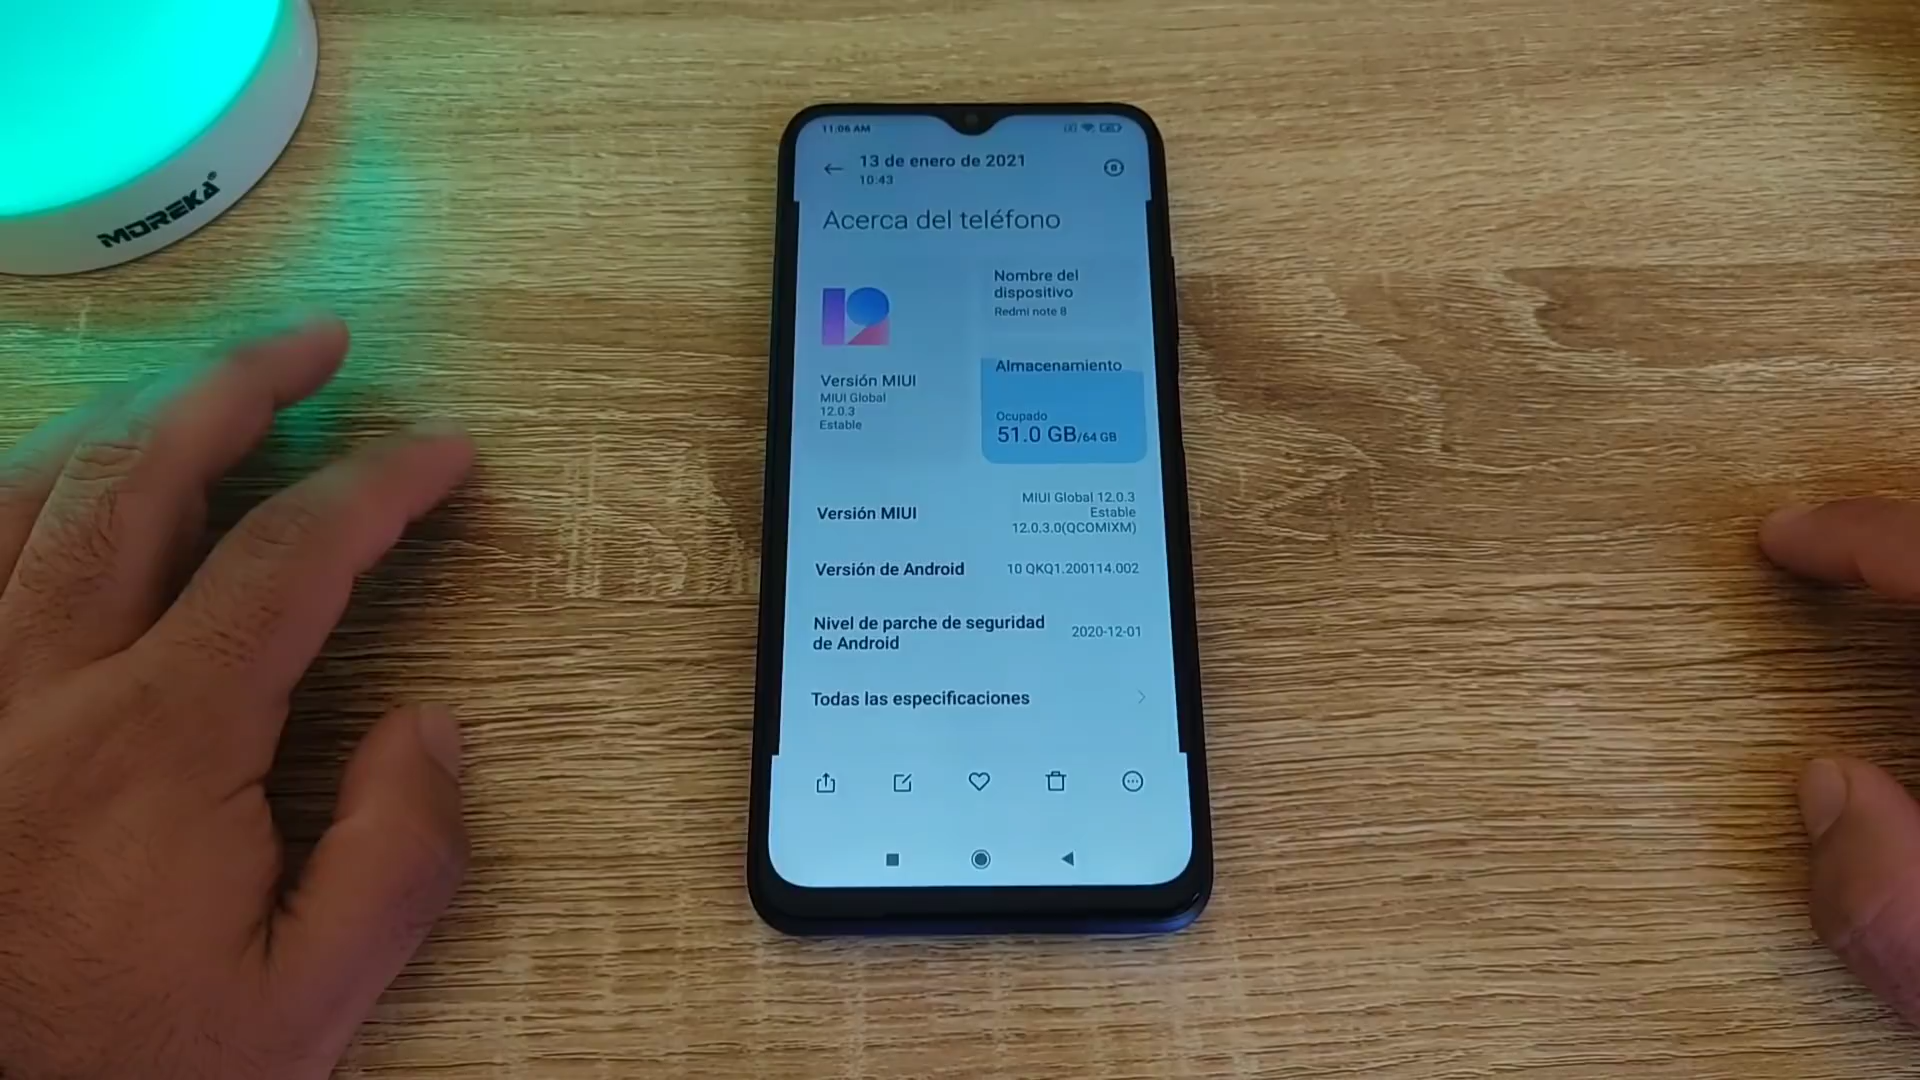 MOREKA®
11:06 AM
13 de enero de 2021
10:43
Acerca del teléfono
Nombre del
dispositivo
Redmi note 8
Versión MIUI
MIUI Global
12.0.3
Estable
Almacenamiento
Ocupado
51.0 GB/64 GB
Versión MIUI
MIUI Global 12.0.3
Estable
12.0.3.0(QCOMIXM)
Versión de Android
10 QKQ1.200114.002
Nivel de parche de seguridad
de Android
2020-12-01
Todas las especificaciones